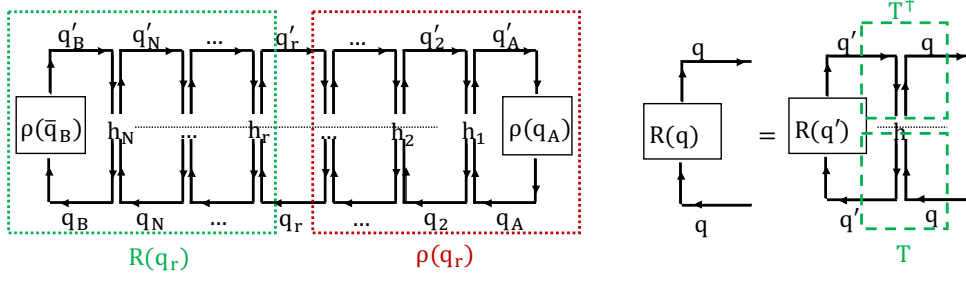 q′_B q′_N ... q′_r ... q′_2 q′_A
ρ(q̄_B) h_N ... h_r ... h_2 h_1 ρ(q_A)
q_B q_N ... q_r ... q_2 q_A
R(q_r) ρ(q_r)
T†
q q′ q
R(q) = R(q′) h
q q′ q
T